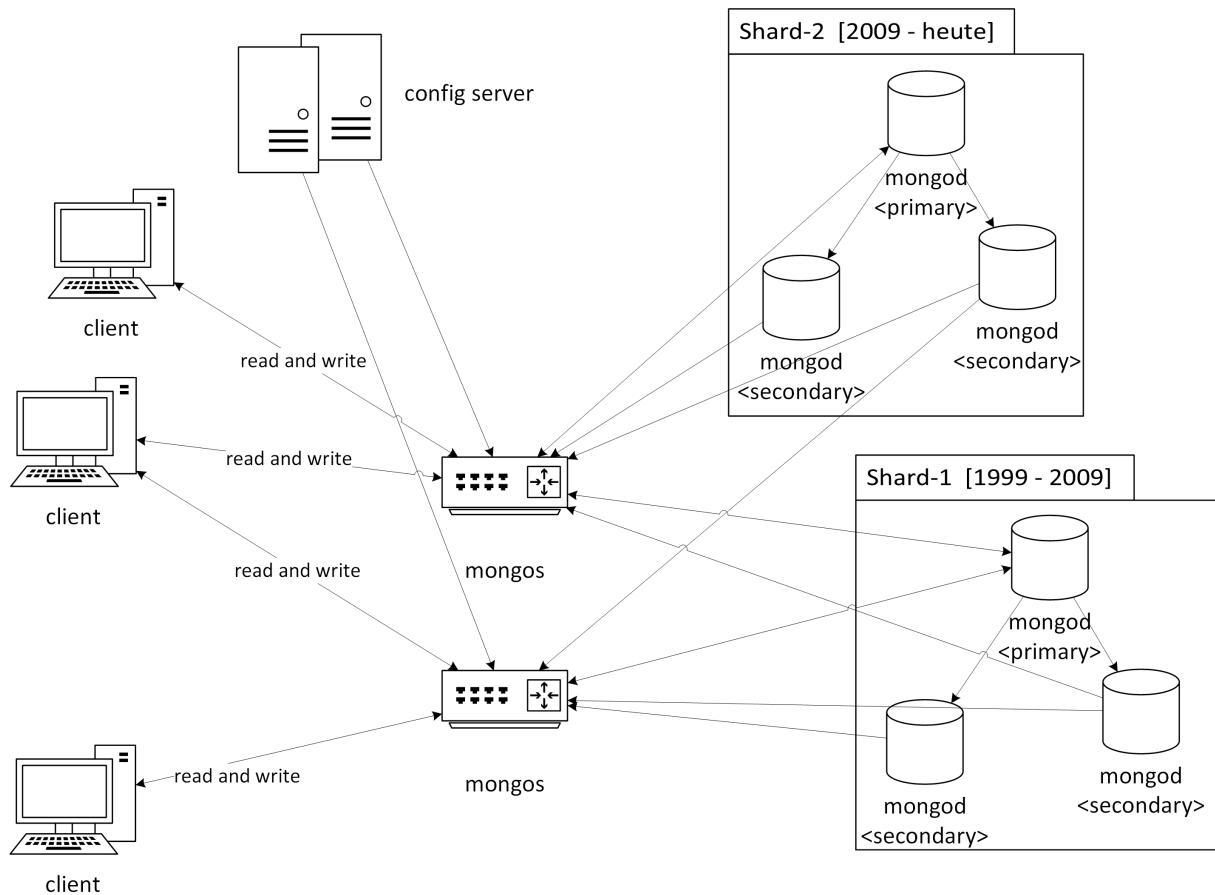 Shard-2 [2009 - heute]
config server
mongod
<primary>
client
mongod
<secondary>
mongod
<secondary>
read and write
read and write
client
Shard-1 [1999 - 2009]
read and write
mongos
mongod
<primary>
read and write
mongos
mongod
<secondary>
mongod
<secondary>
client